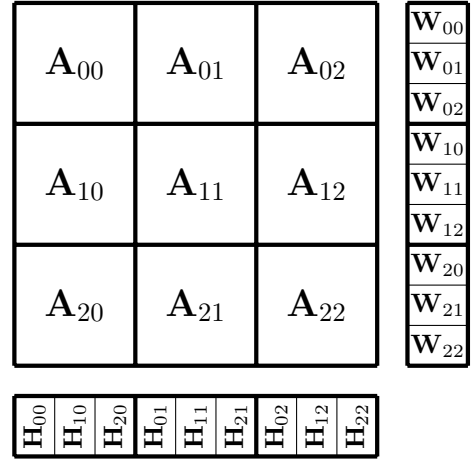 A₀₀ A₀₁ A₀₂
A₁₀ A₁₁ A₁₂
A₂₀ A₂₁ A₂₂
W₀₀
W₀₁
W₀₂
W₁₀
W₁₁
W₁₂
W₂₀
W₂₁
W₂₂
H₀₀ H₁₀ H₂₀ H₀₁ H₁₁ H₂₁ H₀₂ H₁₂ H₂₂